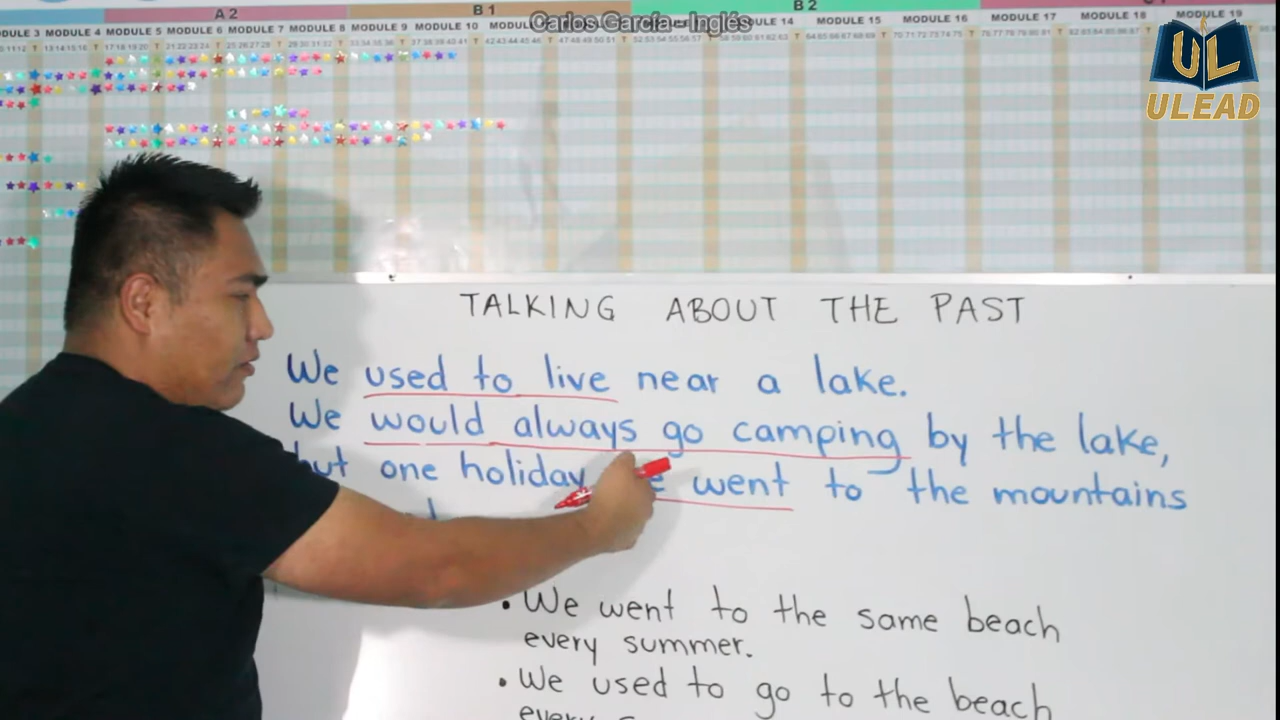 A 2
B 1
B 2
MODULE 3 MODULE 4 MODULE 5 MODULE 6 MODULE 7 MODULE 8 MODULE 9 MODULE 10 MODULE 14 MODULE 15 MODULE 16 MODULE 17 MODULE 18 MODULE 19
Carlos García - Inglés
UL
ULEAD
TALKING ABOUT THE PAST
We used to live near a lake.
We would always go camping by the lake,
but one holiday went to the mountains
• We went to the same beach
every summer.
• We used to go to the beach